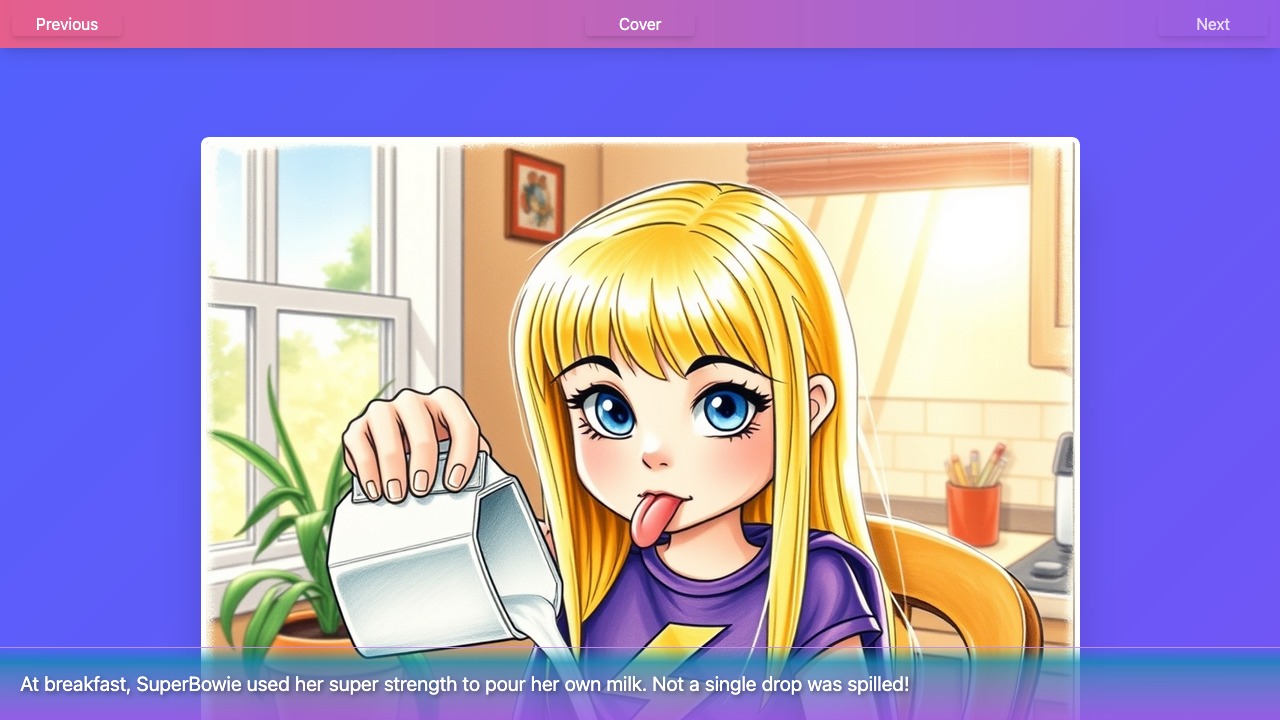 Previous
Cover
Next
At breakfast, SuperBowie used her super strength to pour her own milk. Not a single drop was spilled!